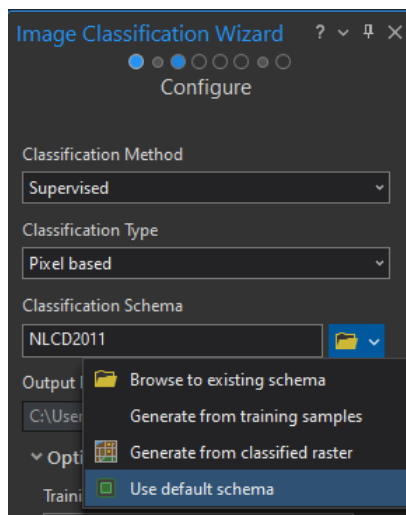 Image Classification Wizard
Configure
Classification Method
Supervised
Classification Type
Pixel based
Classification Schema
NLCD2011
Output
Browse to existing schema
C:\User
Generate from training samples
Opti
Generate from classified raster
Traini
Use default schema